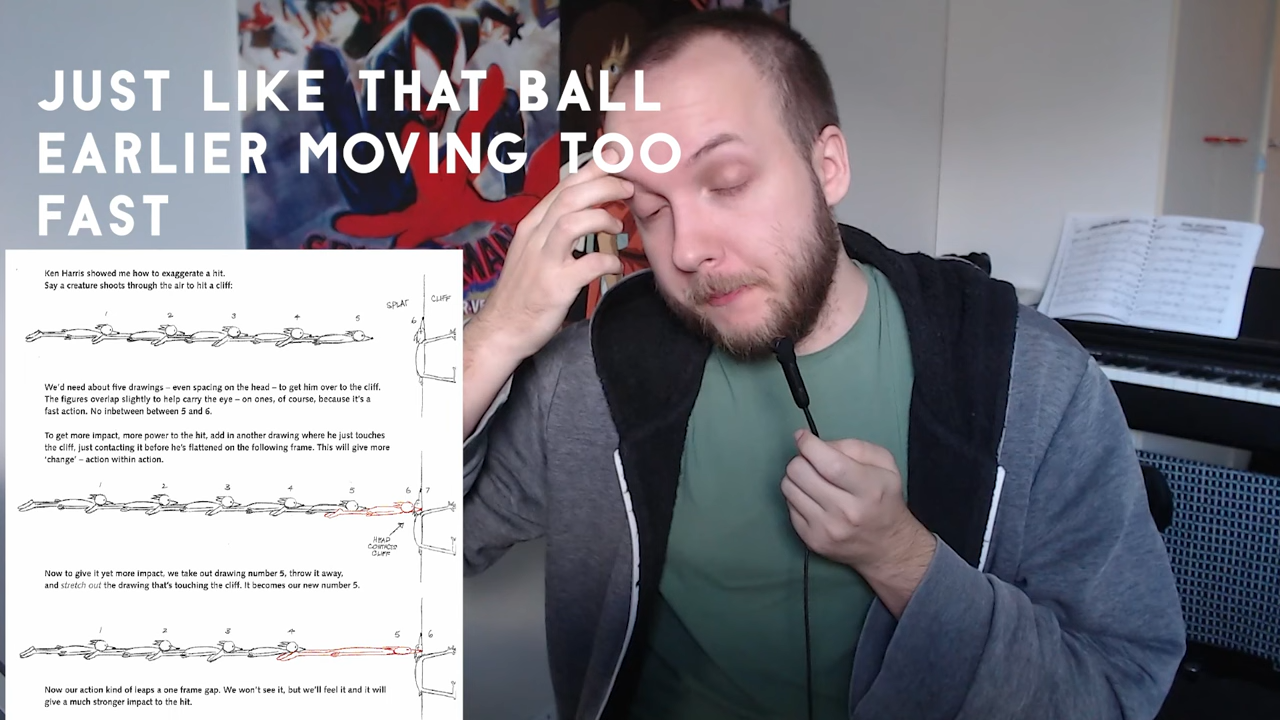 JUST LIKE THAT BALL
EARLIER MOVING TOO
FAST
Ken Harris showed me how to exaggerate a hit.
Say a creature shoots through the air to hit a cliff:
SPLAT CLIFF
1 2 3 4 5 6
We'd need about five drawings – even spacing on the head – to get him over to the cliff.
The figures overlap slightly to help carry the eye – on ones, of course, because it's a
fast action. No inbetween between 5 and 6.
To get more impact, more power to the hit, add in another drawing where he just touches
the cliff, just contacting it before he's flattened on the following frame. This will give more
'change' – action within action.
1 2 3 4 5 6 7
HEAD
CONTACTS
CLIFF
Now to give it yet more impact, we take out drawing number 5, throw it away,
and stretch out the drawing that's touching the cliff. It becomes our new number 5.
1 2 3 4 5 6
Now our action kind of leaps a one frame gap. We won't see it, but we'll feel it and it will
give a much stronger impact to the hit.